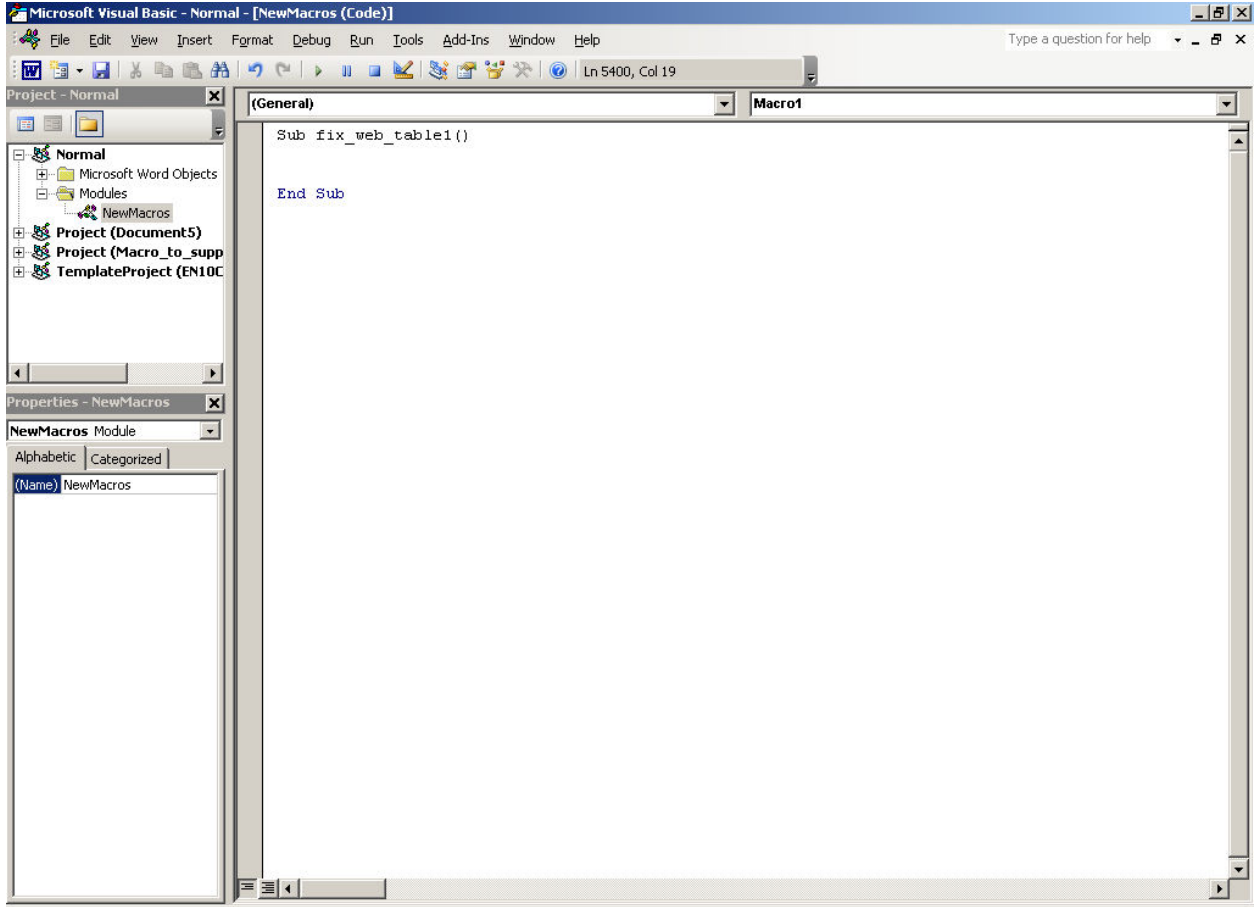 Microsoft Visual Basic - Normal - [NewMacros (Code)]
File Edit View Insert Format Debug Run Tools Add-Ins Window Help Type a question for help
Ln 5400, Col 19
Project - Normal
(General) Macro1
Sub fix_web_table1()
Normal
Microsoft Word Objects
Modules
End Sub
NewMacros
Project (Document5)
Project (Macro_to_supp
TemplateProject (EN10C
Properties - NewMacros
NewMacros Module
Alphabetic Categorized
(Name) NewMacros